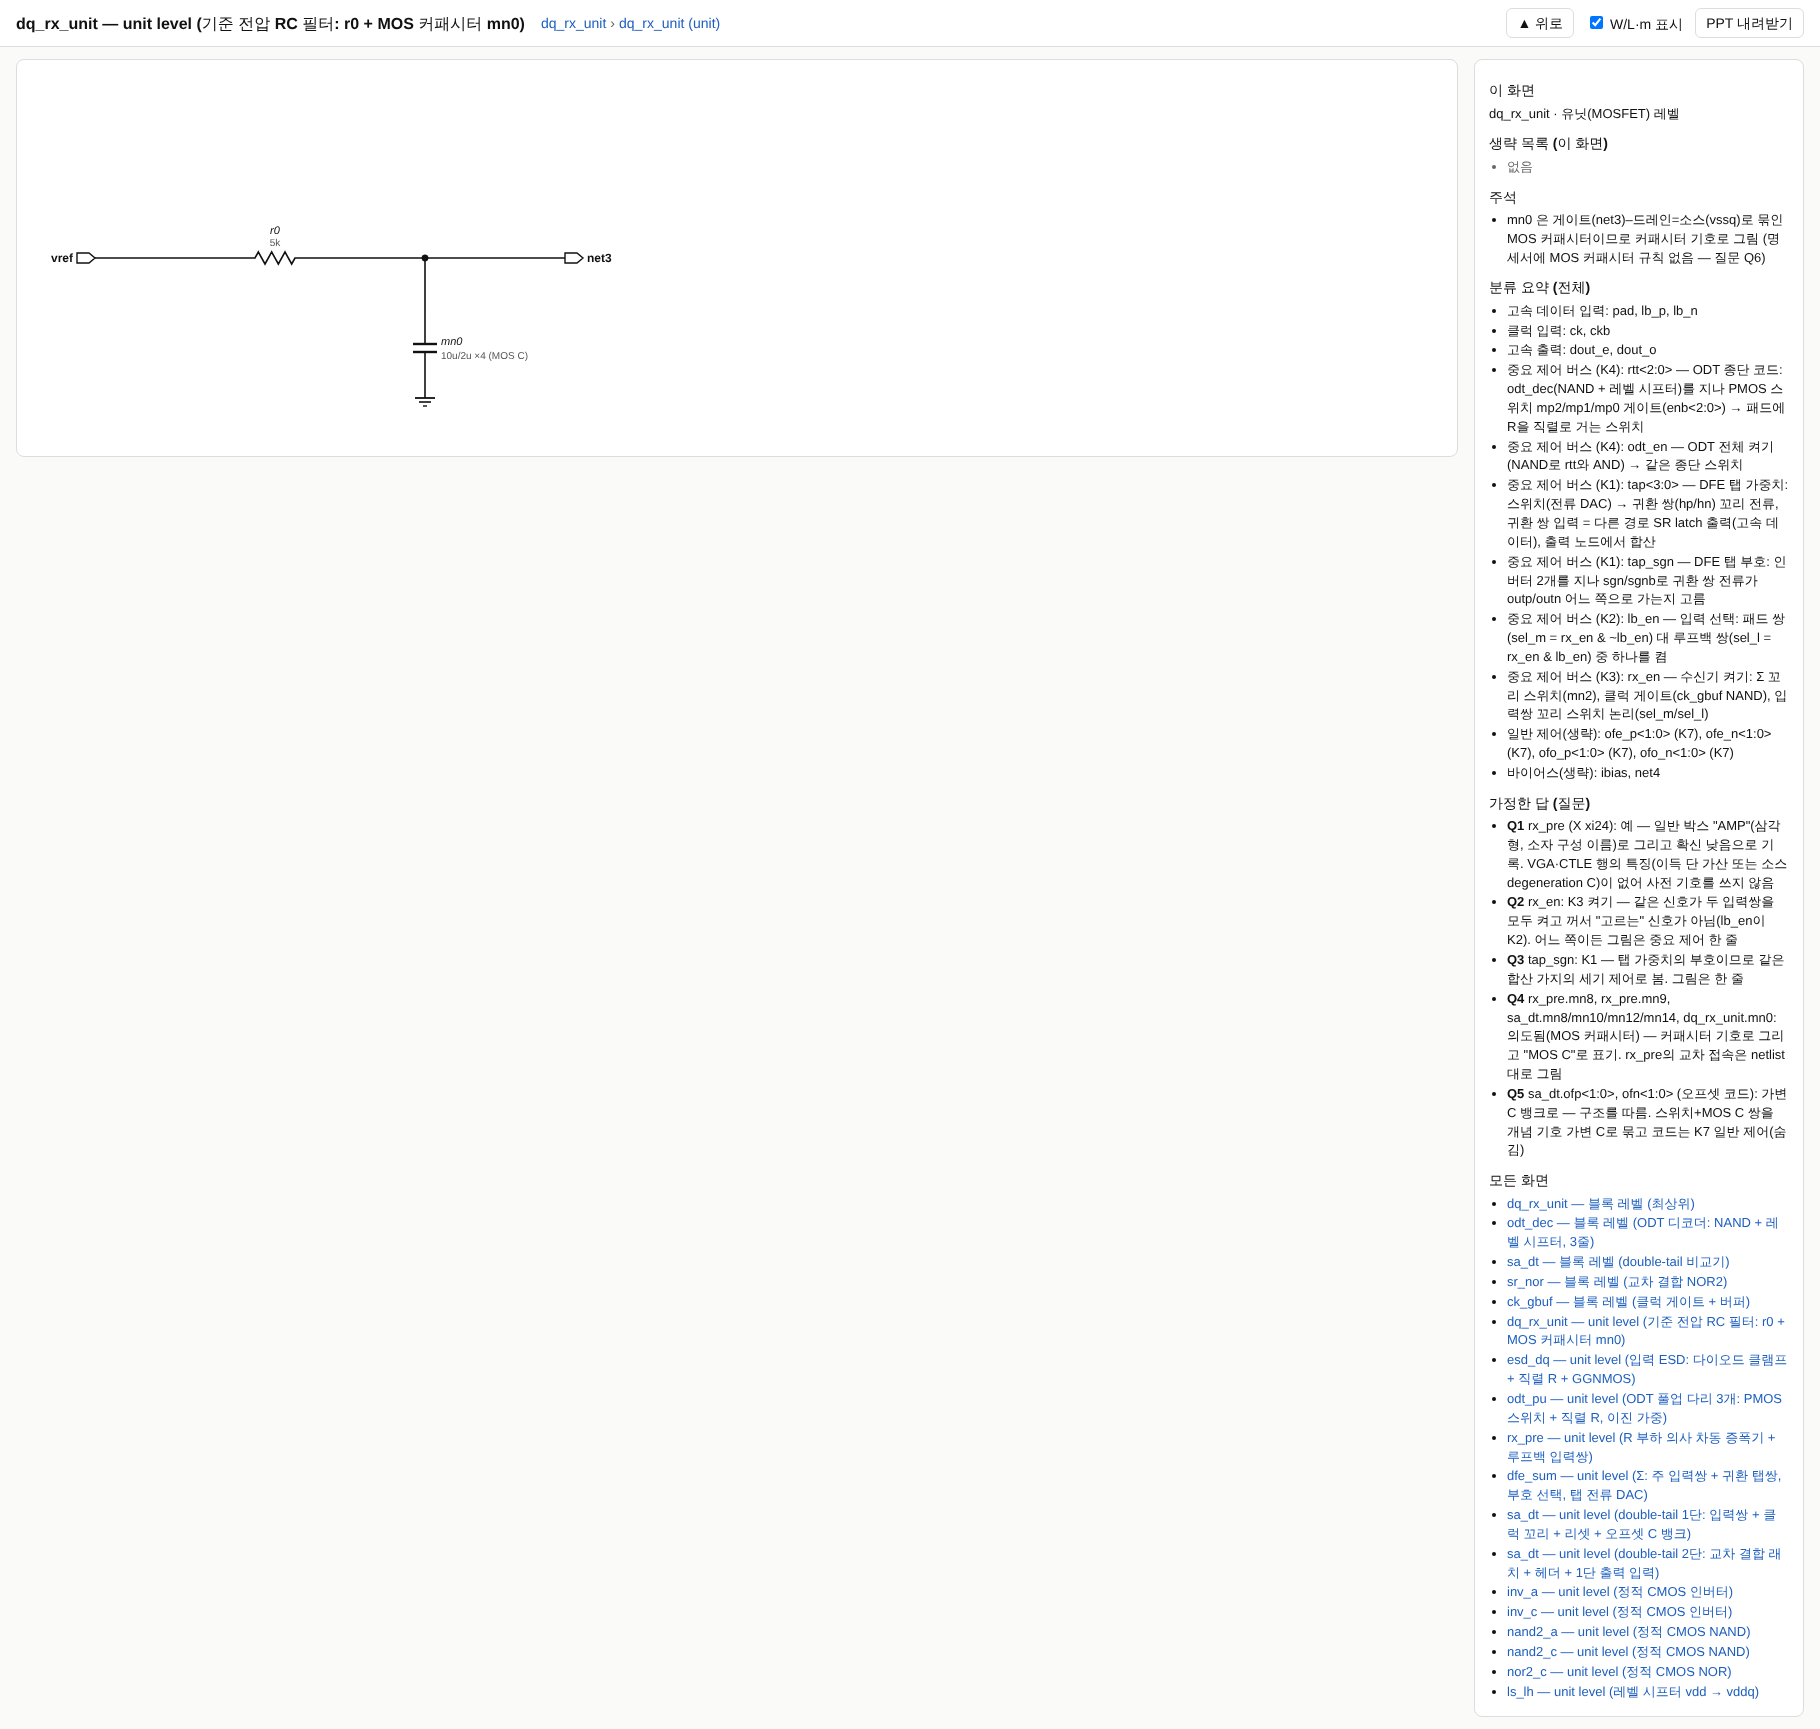 dq_rx_unit — unit level (기준 전압 RC 필터: r0 + MOS 커패시터 mn0)
dq_rx_unit › dq_rx_unit (unit)
▲ 위로
W/L·m 표시
PPT 내려받기
r0
5k
vref
net3
mn0
10u/2u ×4 (MOS C)
이 화면
dq_rx_unit · 유닛(MOSFET) 레벨
생략 목록 (이 화면)
없음
주석
mn0 은 게이트(net3)–드레인=소스(vssq)로 묶인
MOS 커패시터이므로 커패시터 기호로 그림 (명
세서에 MOS 커패시터 규칙 없음 — 질문 Q6)
분류 요약 (전체)
고속 데이터 입력: pad, lb_p, lb_n
클럭 입력: ck, ckb
고속 출력: dout_e, dout_o
중요 제어 버스 (K4): rtt<2:0> — ODT 종단 코드:
odt_dec(NAND + 레벨 시프터)를 지나 PMOS 스
위치 mp2/mp1/mp0 게이트(enb<2:0>) → 패드에
R을 직렬로 거는 스위치
중요 제어 버스 (K4): odt_en — ODT 전체 켜기
(NAND로 rtt와 AND) → 같은 종단 스위치
중요 제어 버스 (K1): tap<3:0> — DFE 탭 가중치:
스위치(전류 DAC) → 귀환 쌍(hp/hn) 꼬리 전류,
귀환 쌍 입력 = 다른 경로 SR latch 출력(고속 데
이터), 출력 노드에서 합산
중요 제어 버스 (K1): tap_sgn — DFE 탭 부호: 인
버터 2개를 지나 sgn/sgnb로 귀환 쌍 전류가
outp/outn 어느 쪽으로 가는지 고름
중요 제어 버스 (K2): lb_en — 입력 선택: 패드 쌍
(sel_m = rx_en & ~lb_en) 대 루프백 쌍(sel_l =
rx_en & lb_en) 중 하나를 켬
중요 제어 버스 (K3): rx_en — 수신기 켜기: Σ 꼬
리 스위치(mn2), 클럭 게이트(ck_gbuf NAND), 입
력쌍 꼬리 스위치 논리(sel_m/sel_l)
일반 제어(생략): ofe_p<1:0> (K7), ofe_n<1:0>
(K7), ofo_p<1:0> (K7), ofo_n<1:0> (K7)
바이어스(생략): ibias, net4
가정한 답 (질문)
Q1 rx_pre (X xi24): 예 — 일반 박스 "AMP"(삼각
형, 소자 구성 이름)로 그리고 확신 낮음으로 기
록. VGA·CTLE 행의 특징(이득 단 가산 또는 소스
degeneration C)이 없어 사전 기호를 쓰지 않음
Q2 rx_en: K3 켜기 — 같은 신호가 두 입력쌍을
모두 켜고 꺼서 "고르는" 신호가 아님(lb_en이
K2). 어느 쪽이든 그림은 중요 제어 한 줄
Q3 tap_sgn: K1 — 탭 가중치의 부호이므로 같은
합산 가지의 세기 제어로 봄. 그림은 한 줄
Q4 rx_pre.mn8, rx_pre.mn9,
sa_dt.mn8/mn10/mn12/mn14, dq_rx_unit.mn0:
의도됨(MOS 커패시터) — 커패시터 기호로 그리
고 "MOS C"로 표기. rx_pre의 교차 접속은 netlist
대로 그림
Q5 sa_dt.ofp<1:0>, ofn<1:0> (오프셋 코드): 가변
C 뱅크로 — 구조를 따름. 스위치+MOS C 쌍을
개념 기호 가변 C로 묶고 코드는 K7 일반 제어(숨
김)
모든 화면
dq_rx_unit — 블록 레벨 (최상위)
odt_dec — 블록 레벨 (ODT 디코더: NAND + 레
벨 시프터, 3줄)
sa_dt — 블록 레벨 (double-tail 비교기)
sr_nor — 블록 레벨 (교차 결합 NOR2)
ck_gbuf — 블록 레벨 (클럭 게이트 + 버퍼)
dq_rx_unit — unit level (기준 전압 RC 필터: r0 +
MOS 커패시터 mn0)
esd_dq — unit level (입력 ESD: 다이오드 클램프
+ 직렬 R + GGNMOS)
odt_pu — unit level (ODT 풀업 다리 3개: PMOS
스위치 + 직렬 R, 이진 가중)
rx_pre — unit level (R 부하 의사 차동 증폭기 +
루프백 입력쌍)
dfe_sum — unit level (Σ: 주 입력쌍 + 귀환 탭쌍,
부호 선택, 탭 전류 DAC)
sa_dt — unit level (double-tail 1단: 입력쌍 + 클
럭 꼬리 + 리셋 + 오프셋 C 뱅크)
sa_dt — unit level (double-tail 2단: 교차 결합 래
치 + 헤더 + 1단 출력 입력)
inv_a — unit level (정적 CMOS 인버터)
inv_c — unit level (정적 CMOS 인버터)
nand2_a — unit level (정적 CMOS NAND)
nand2_c — unit level (정적 CMOS NAND)
nor2_c — unit level (정적 CMOS NOR)
ls_lh — unit level (레벨 시프터 vdd → vddq)